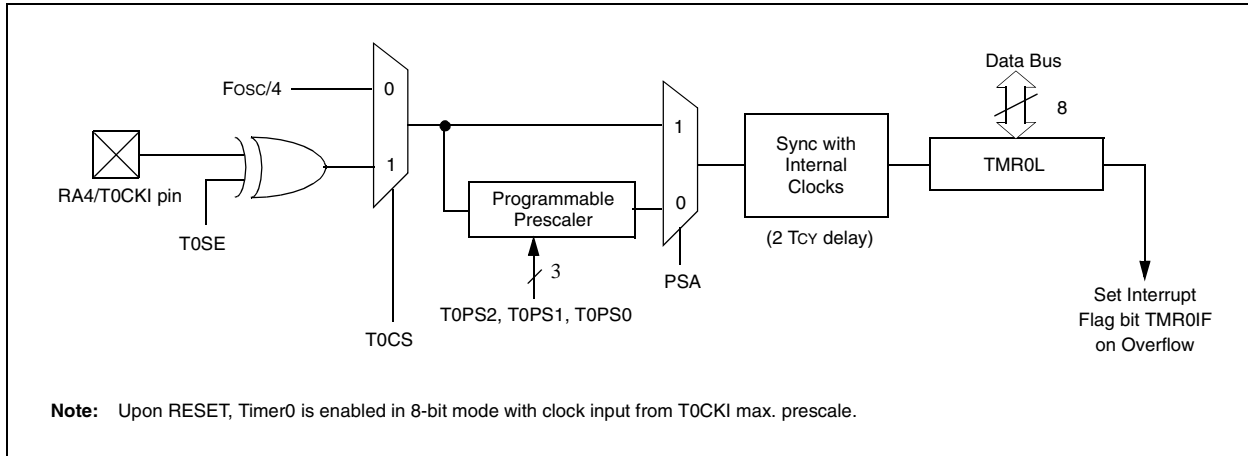 Data Bus
8
FOSC/4
0
1
RA4/T0CKI pin
T0SE
T0CS
Programmable
Prescaler
3
T0PS2, T0PS1, T0PS0
1
0
PSA
Sync with
Internal
Clocks
(2 TCY delay)
TMR0L
Set Interrupt
Flag bit TMR0IF
on Overflow
Note: Upon RESET, Timer0 is enabled in 8-bit mode with clock input from T0CKI max. prescale.